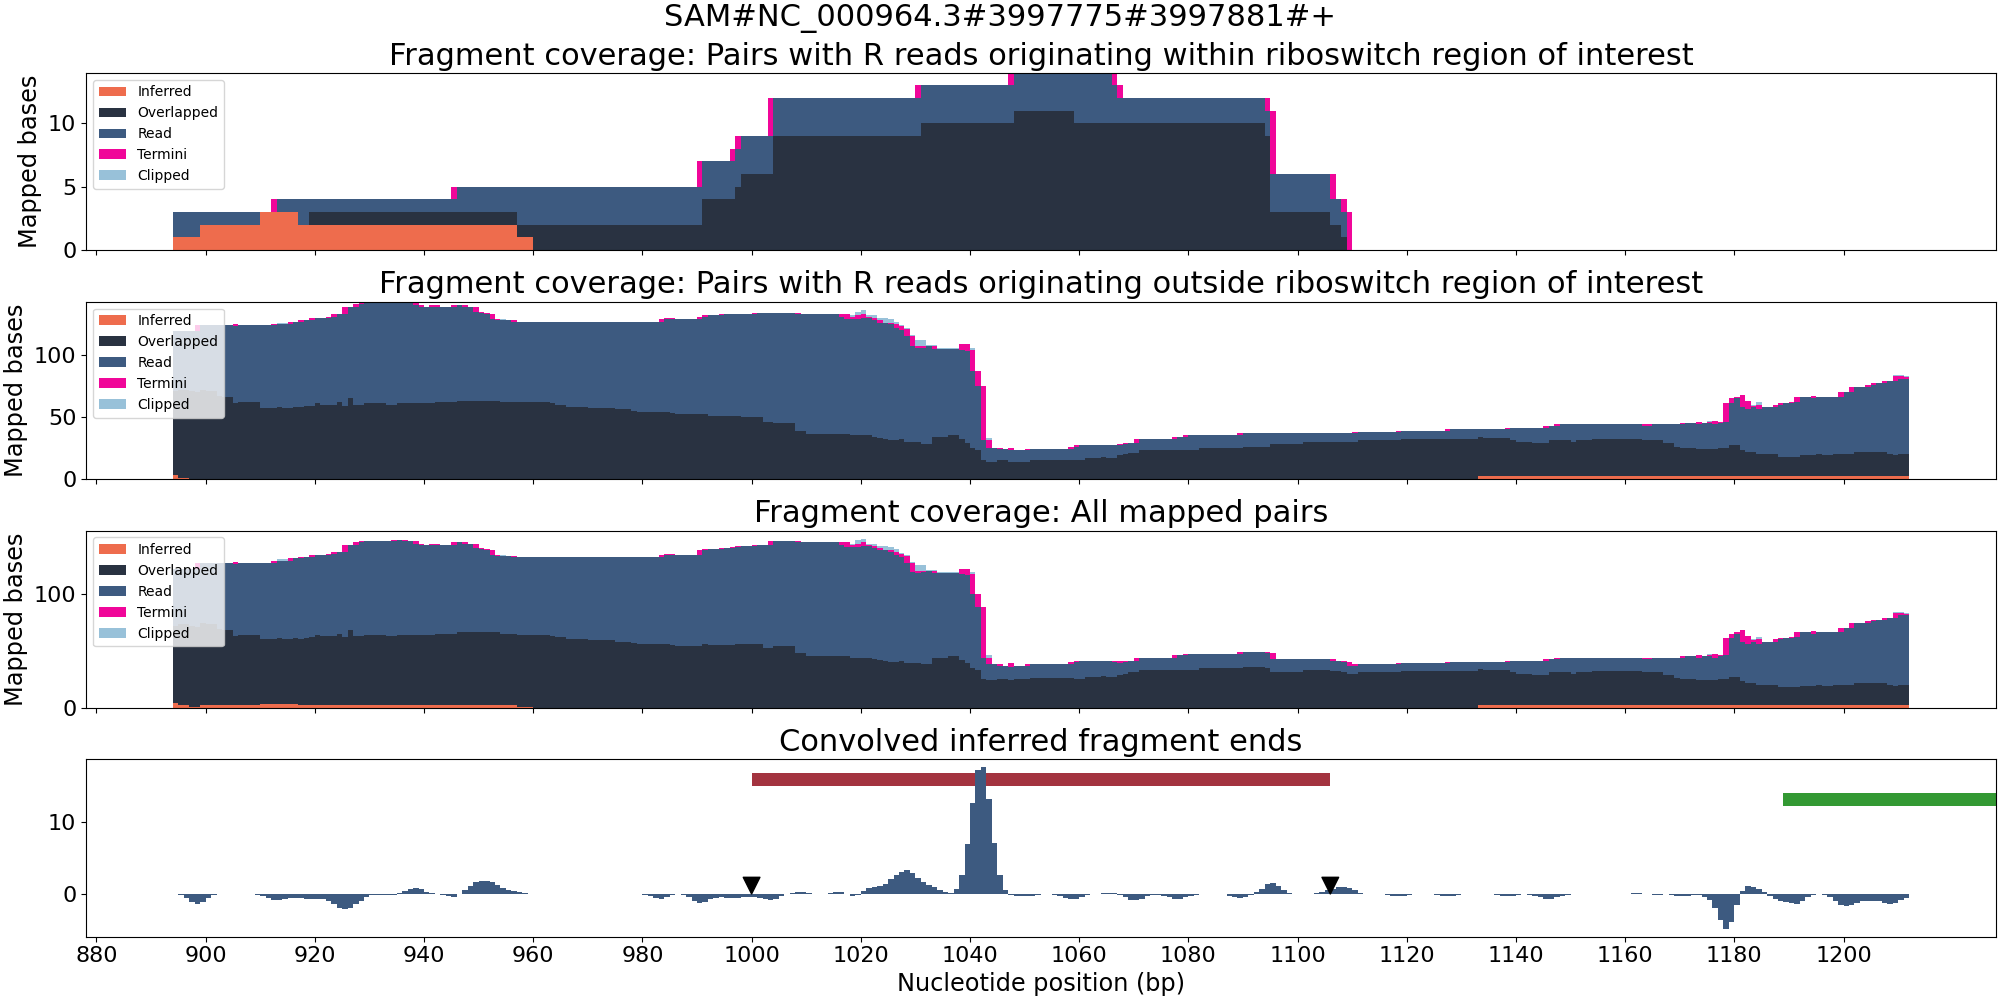 SAM#NC_000964.3#3997775#3997881#+
Fragment coverage: Pairs with R reads originating within riboswitch region of interest
Mapped bases
10
5
0
Inferred
Overlapped
Read
Termini
Clipped
Fragment coverage: Pairs with R reads originating outside riboswitch region of interest
Mapped bases
100
50
0
Inferred
Overlapped
Read
Termini
Clipped
Fragment coverage: All mapped pairs
Mapped bases
100
0
Inferred
Overlapped
Read
Termini
Clipped
Convolved inferred fragment ends
10
0
880 900 920 940 960 980 1000 1020 1040 1060 1080 1100 1120 1140 1160 1180 1200
Nucleotide position (bp)